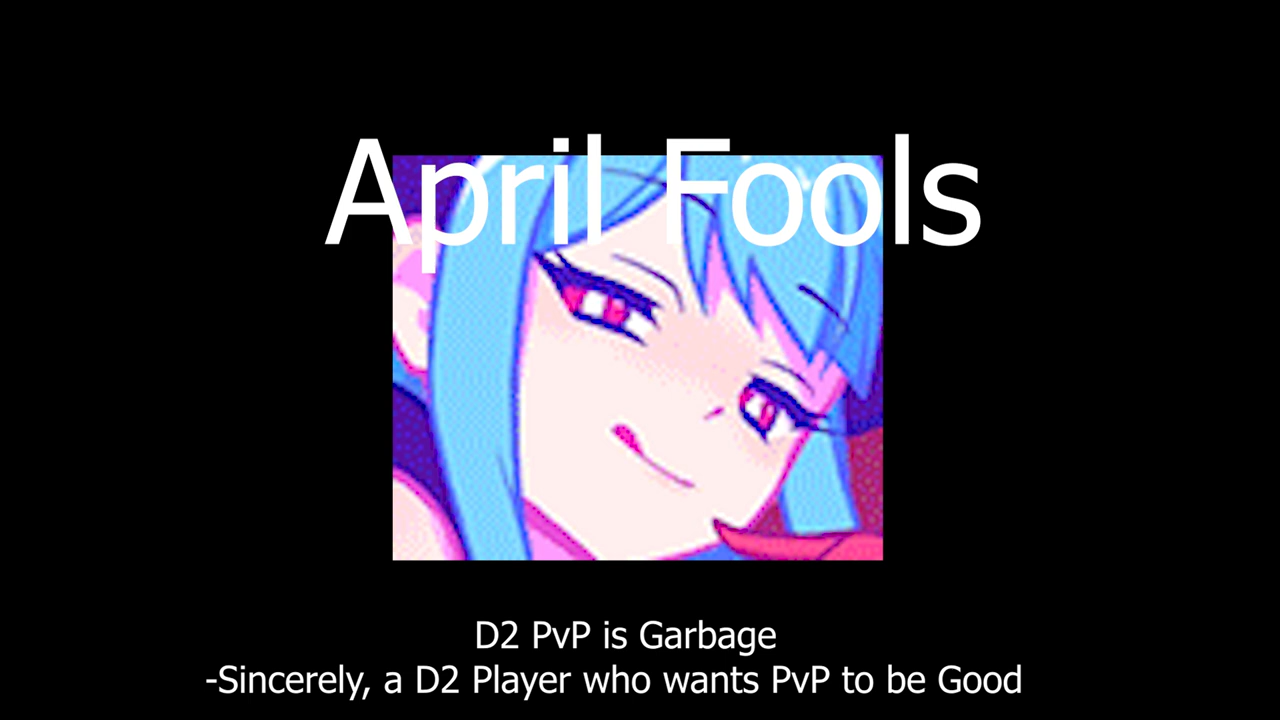 April Fools
D2 PvP is Garbage
-Sincerely, a D2 Player who wants PvP to be Good